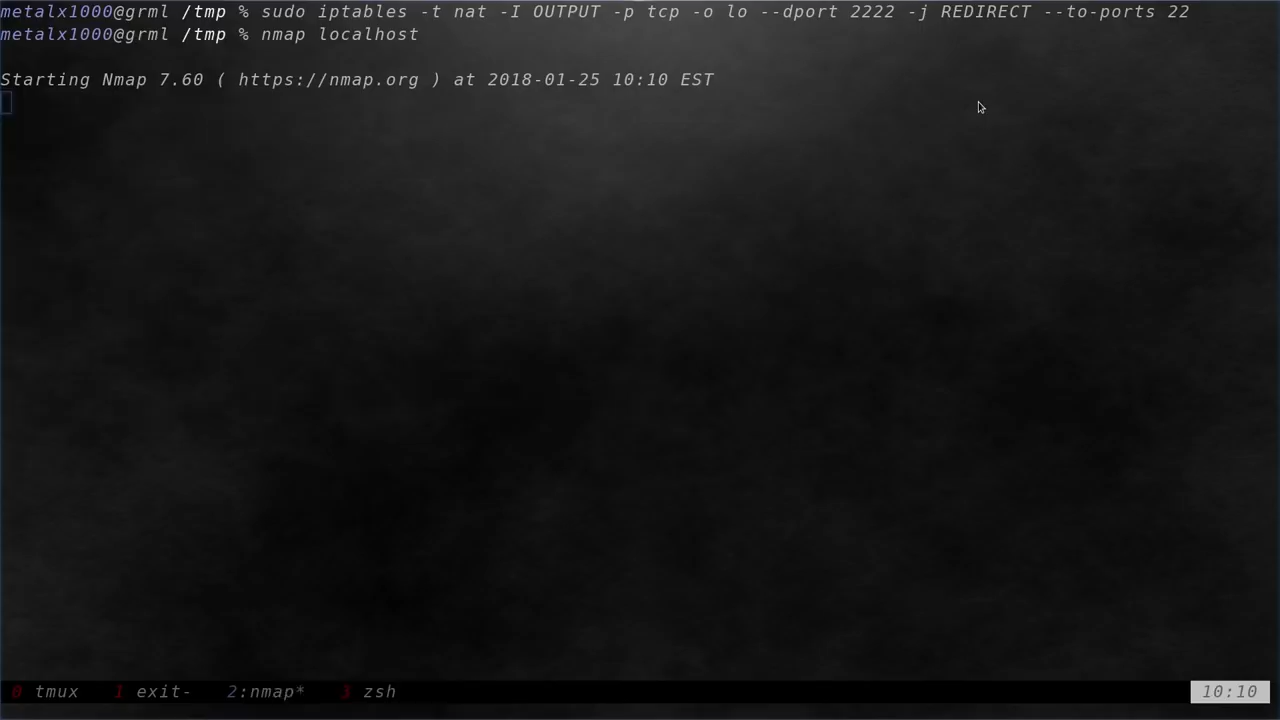 metalx1000@grml /tmp % sudo iptables -t nat -I OUTPUT -p tcp -o lo --dport 2222 -j REDIRECT --to-ports 22
metalx1000@grml /tmp % nmap localhost
Starting Nmap 7.60 ( https://nmap.org ) at 2018-01-25 10:10 EST
0 tmux 1 exit- 2:nmap* 3 zsh 10:10